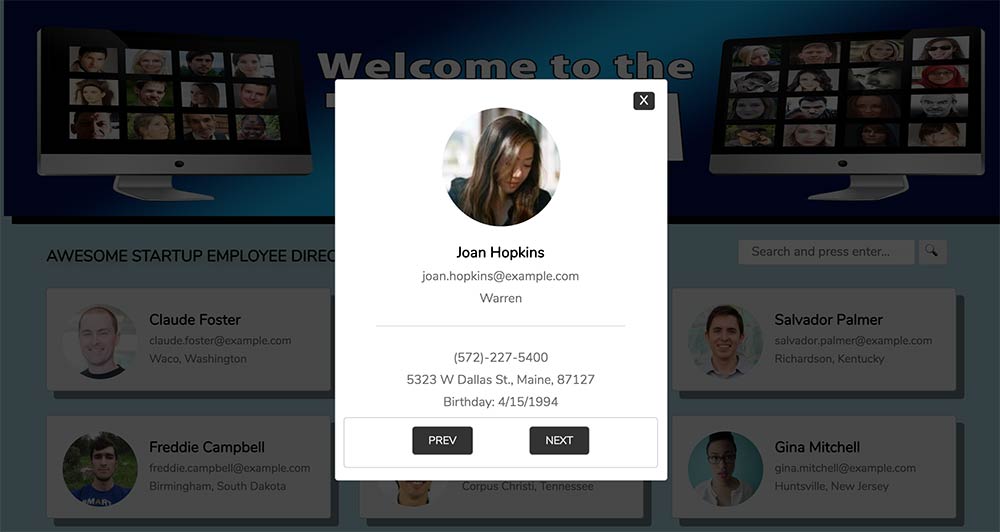 Welcome to the
X
Joan Hopkins
joan.hopkins@example.com
Warren
(572)-227-5400
5323 W Dallas St., Maine, 87127
Birthday: 4/15/1994
PREV NEXT
AWESOME STARTUP EMPLOYEE DIREC
Search and press enter...
Claude Foster
claude.foster@example.com
Waco, Washington
Salvador Palmer
salvador.palmer@example.com
Richardson, Kentucky
Freddie Campbell
freddie.campbell@example.com
Birmingham, South Dakota
Corpus Christi, Tennessee
Gina Mitchell
gina.mitchell@example.com
Huntsville, New Jersey